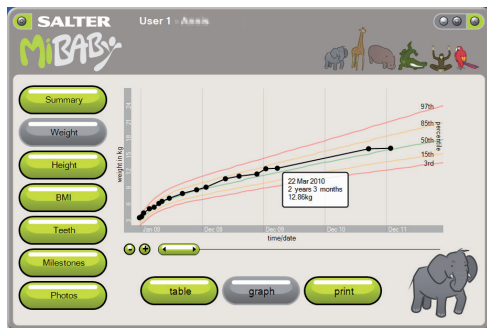 SALTER
User 1 -
MiBABY
Summary
Weight
Height
BMI
Teeth
Milestones
Photos
weight in kg
24
97th
85th
50th
15th
3rd
percentile
22 Mar 2010
2 years 3 months
12.86kg
Jan 08
Dec 08
Dec 09
Dec 10
Dec 11
time/date
table
graph
print